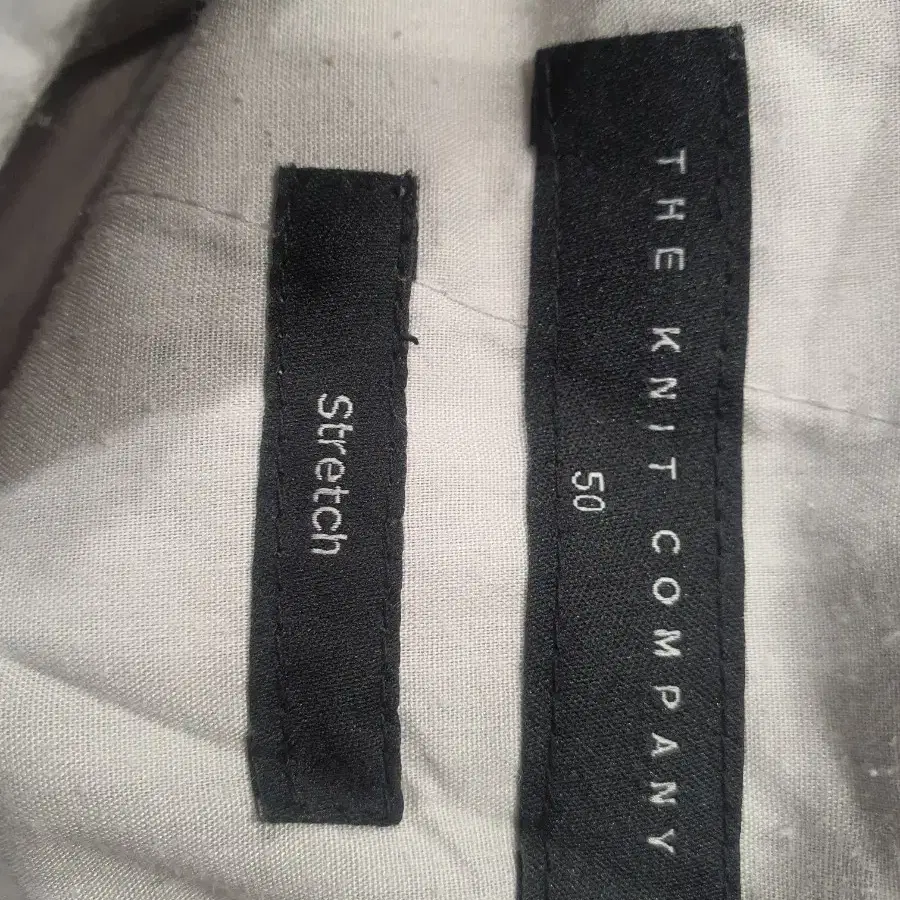 THE KNIT COMPANY
50
Stretch